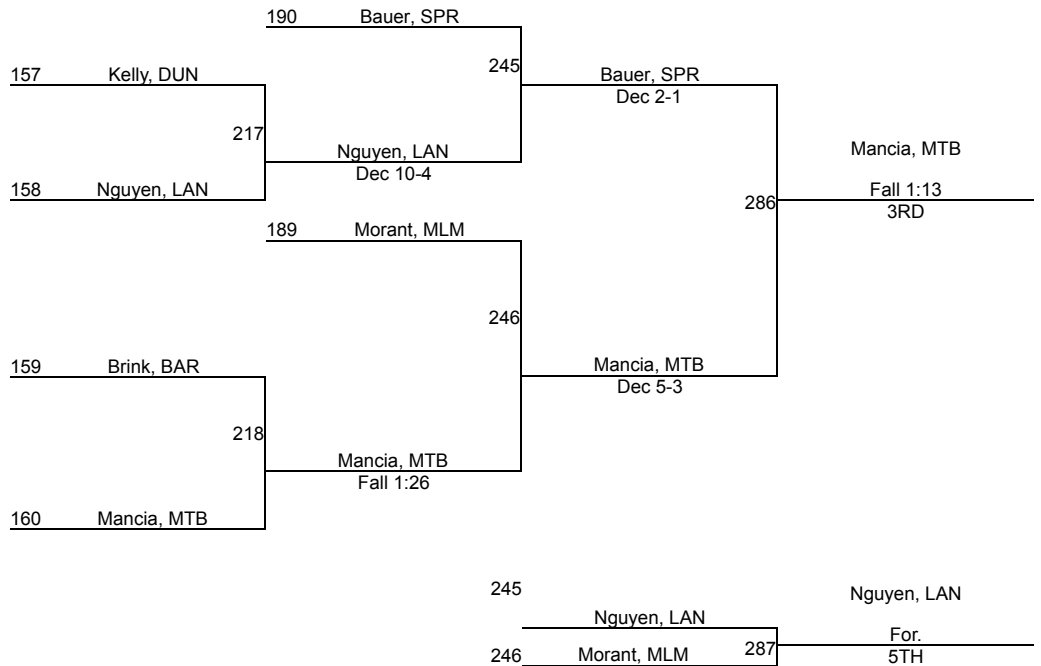 190 Bauer, SPR
157 Kelly, DUN
245
Bauer, SPR
Dec 2-1
217
Nguyen, LAN
Dec 10-4
Mancia, MTB
158 Nguyen, LAN
286
Fall 1:13
3RD
189 Morant, MLM
246
159 Brink, BAR
Mancia, MTB
Dec 5-3
218
Mancia, MTB
Fall 1:26
160 Mancia, MTB
245
Nguyen, LAN
Nguyen, LAN
For.
5TH
246 Morant, MLM
287